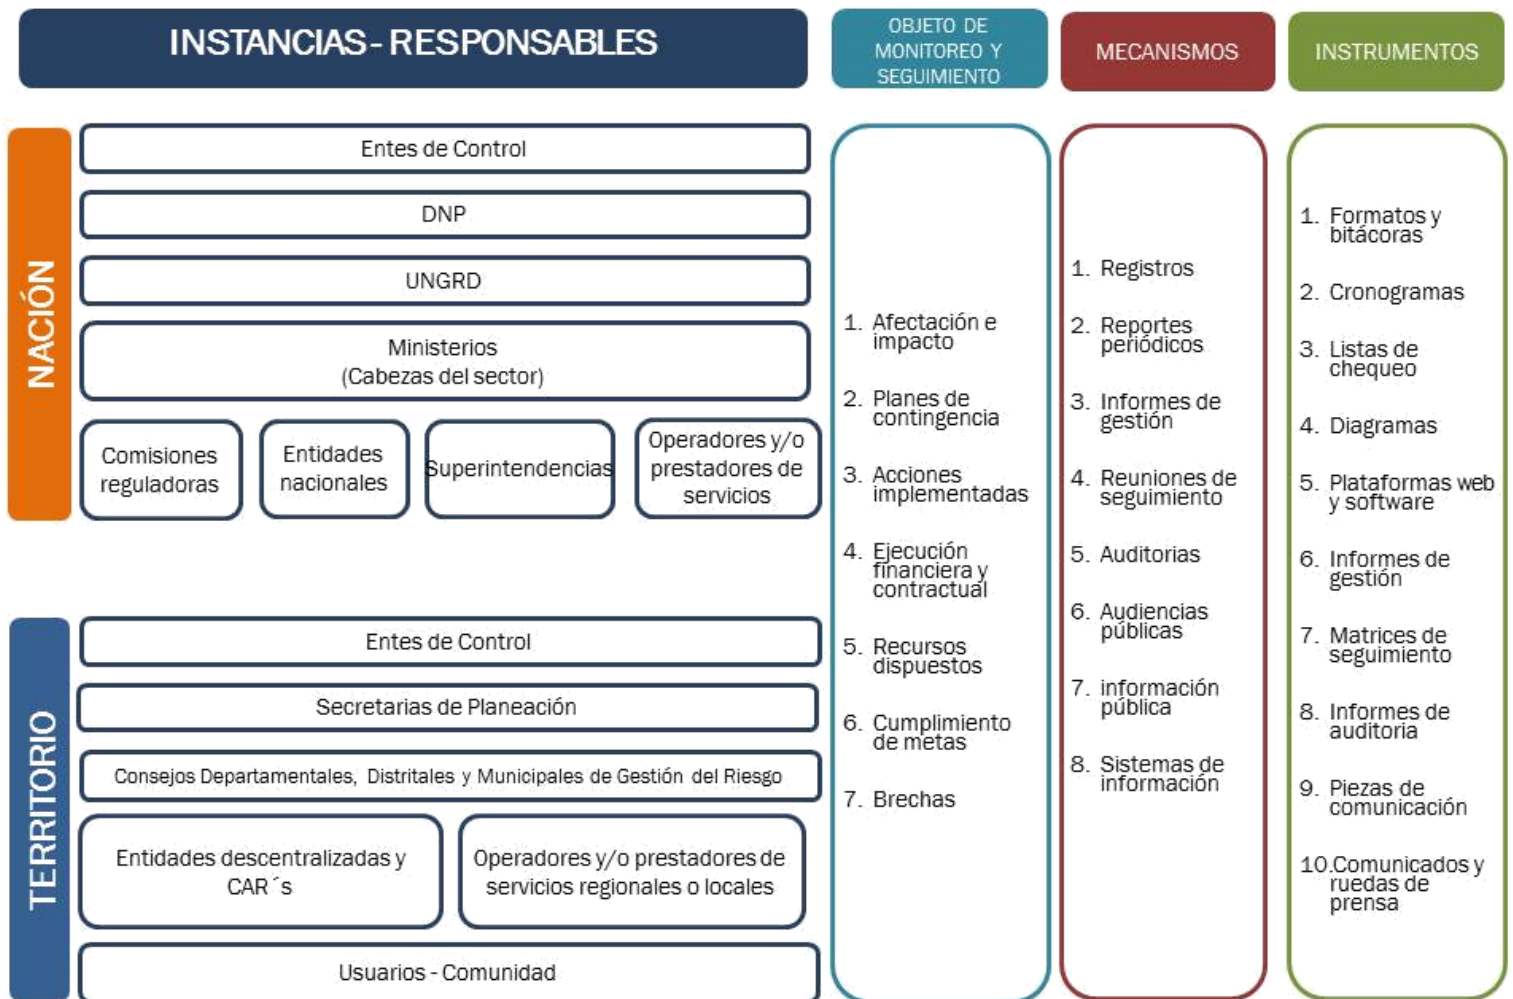 INSTANCIAS - RESPONSABLES
OBJETO DE
MONITOREO Y
SEGUIMIENTO
MECANISMOS
INSTRUMENTOS
NACIÓN
Entes de Control
DNP
UNGRD
Ministerios
(Cabezas del sector)
Comisiones
reguladoras
Entidades
nacionales
Superintendencias
Operadores y/o
prestadores de
servicios
TERRITORIO
Entes de Control
Secretarias de Planeación
Consejos Departamentales, Distritales y Municipales de Gestión del Riesgo
Entidades descentralizadas y
CAR´s
Operadores y/o prestadores de
servicios regionales o locales
Usuarios - Comunidad
1. Afectación e
impacto
2. Planes de
contingencia
3. Acciones
implementadas
4. Ejecución
financiera y
contractual
5. Recursos
dispuestos
6. Cumplimiento
de metas
7. Brechas
1. Registros
2. Reportes
periódicos
3. Informes de
gestión
4. Reuniones de
seguimiento
5. Auditorias
6. Audiencias
públicas
7. información
pública
8. Sistemas de
información
1. Formatos y
bitácoras
2. Cronogramas
3. Listas de
chequeo
4. Diagramas
5. Plataformas web
y software
6. Informes de
gestión
7. Matrices de
seguimiento
8. Informes de
auditoria
9. Piezas de
comunicación
10.Comunicados y
ruedas de
prensa